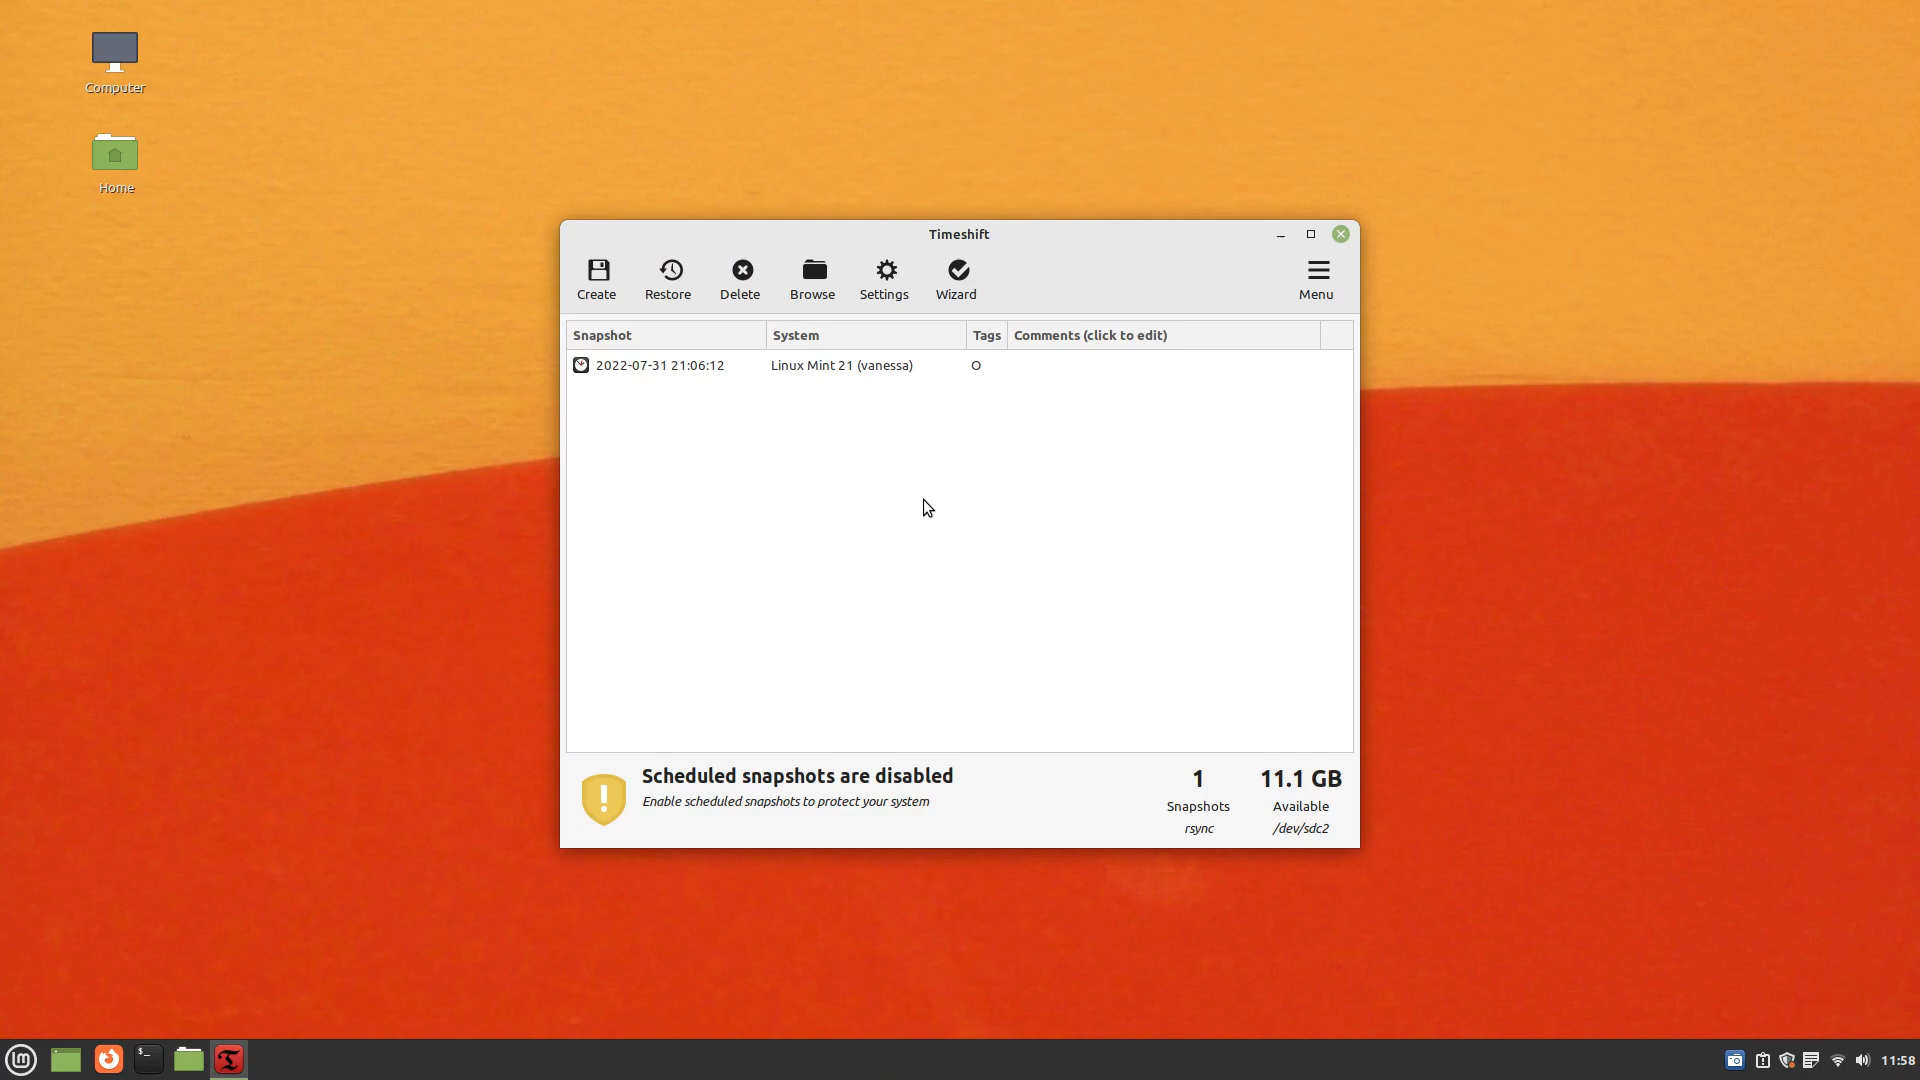 Computer
Home
Timeshift
Create
Restore
Delete
Browse
Settings
Wizard
Menu
Snapshot
System
Tags
Comments (click to edit)
2022-07-31 21:06:12
Linux Mint 21 (vanessa)
O
Scheduled snapshots are disabled
Enable scheduled snapshots to protect your system
1
Snapshots
rsync
11.1 GB
Available
/dev/sdc2
$_
11:58